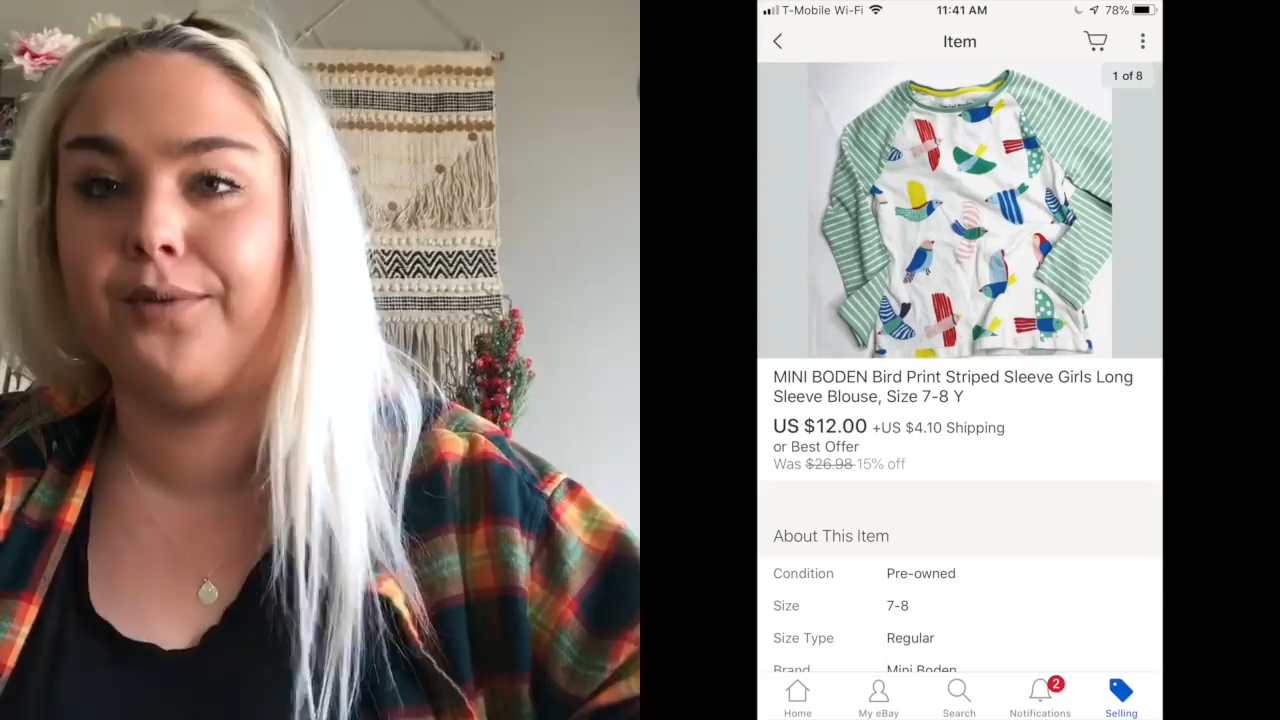 T-Mobile Wi-Fi 11:41 AM 78%
Item
1 of 8
MINI BODEN Bird Print Striped Sleeve Girls Long
Sleeve Blouse, Size 7-8 Y
US $12.00 +US $4.10 Shipping
or Best Offer
Was $26.98 15% off
About This Item
Condition Pre-owned
Size 7-8
Size Type Regular
Brand Mini Boden
2
Home My eBay Search Notifications Selling